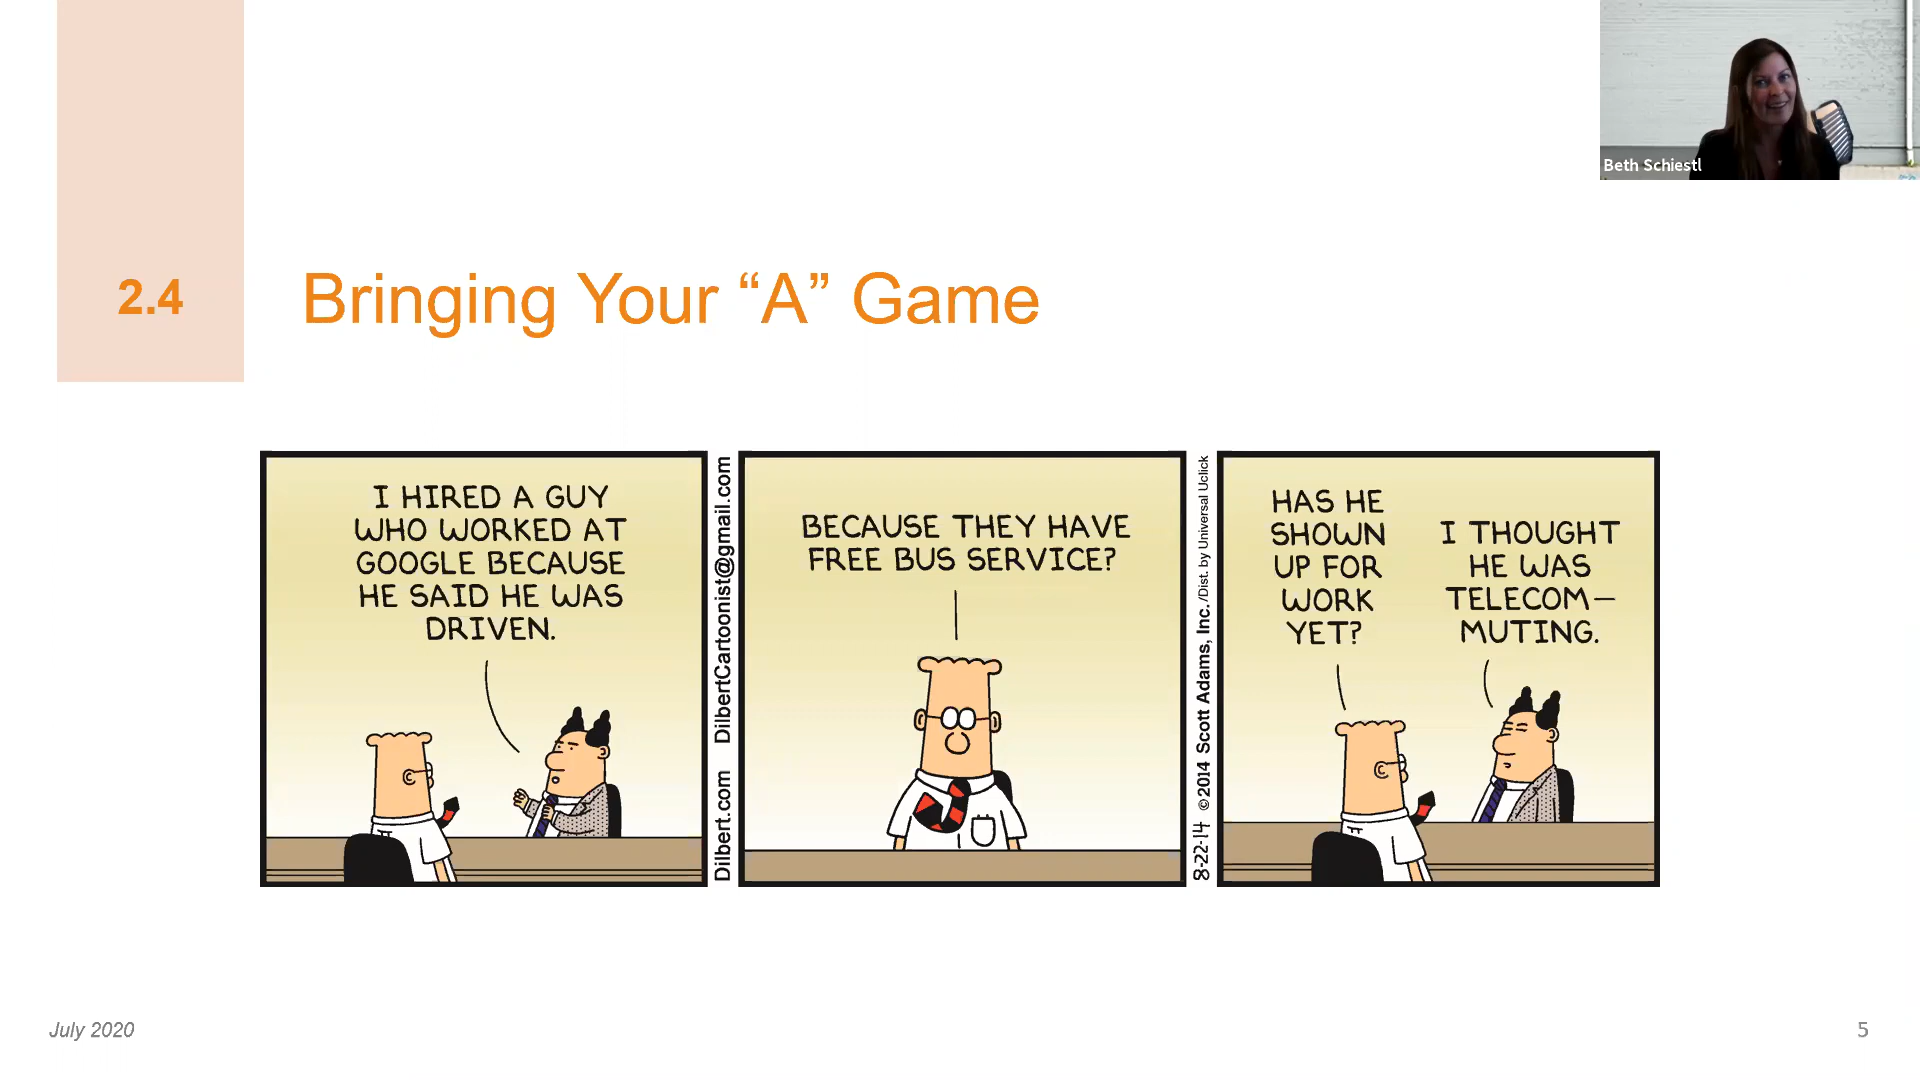 Beth Schiestl
2.4
Bringing Your “A” Game
I HIRED A GUY
WHO WORKED AT
GOOGLE BECAUSE
HE SAID HE WAS
DRIVEN.
Dilbert.com DilbertCartoonist@gmail.com
BECAUSE THEY HAVE
FREE BUS SERVICE?
8-22-14 ©2014 Scott Adams, Inc. /Dist. by Universal Uclick
HAS HE
SHOWN
UP FOR
WORK
YET?
I THOUGHT
HE WAS
TELECOM—
MUTING.
July 2020
5